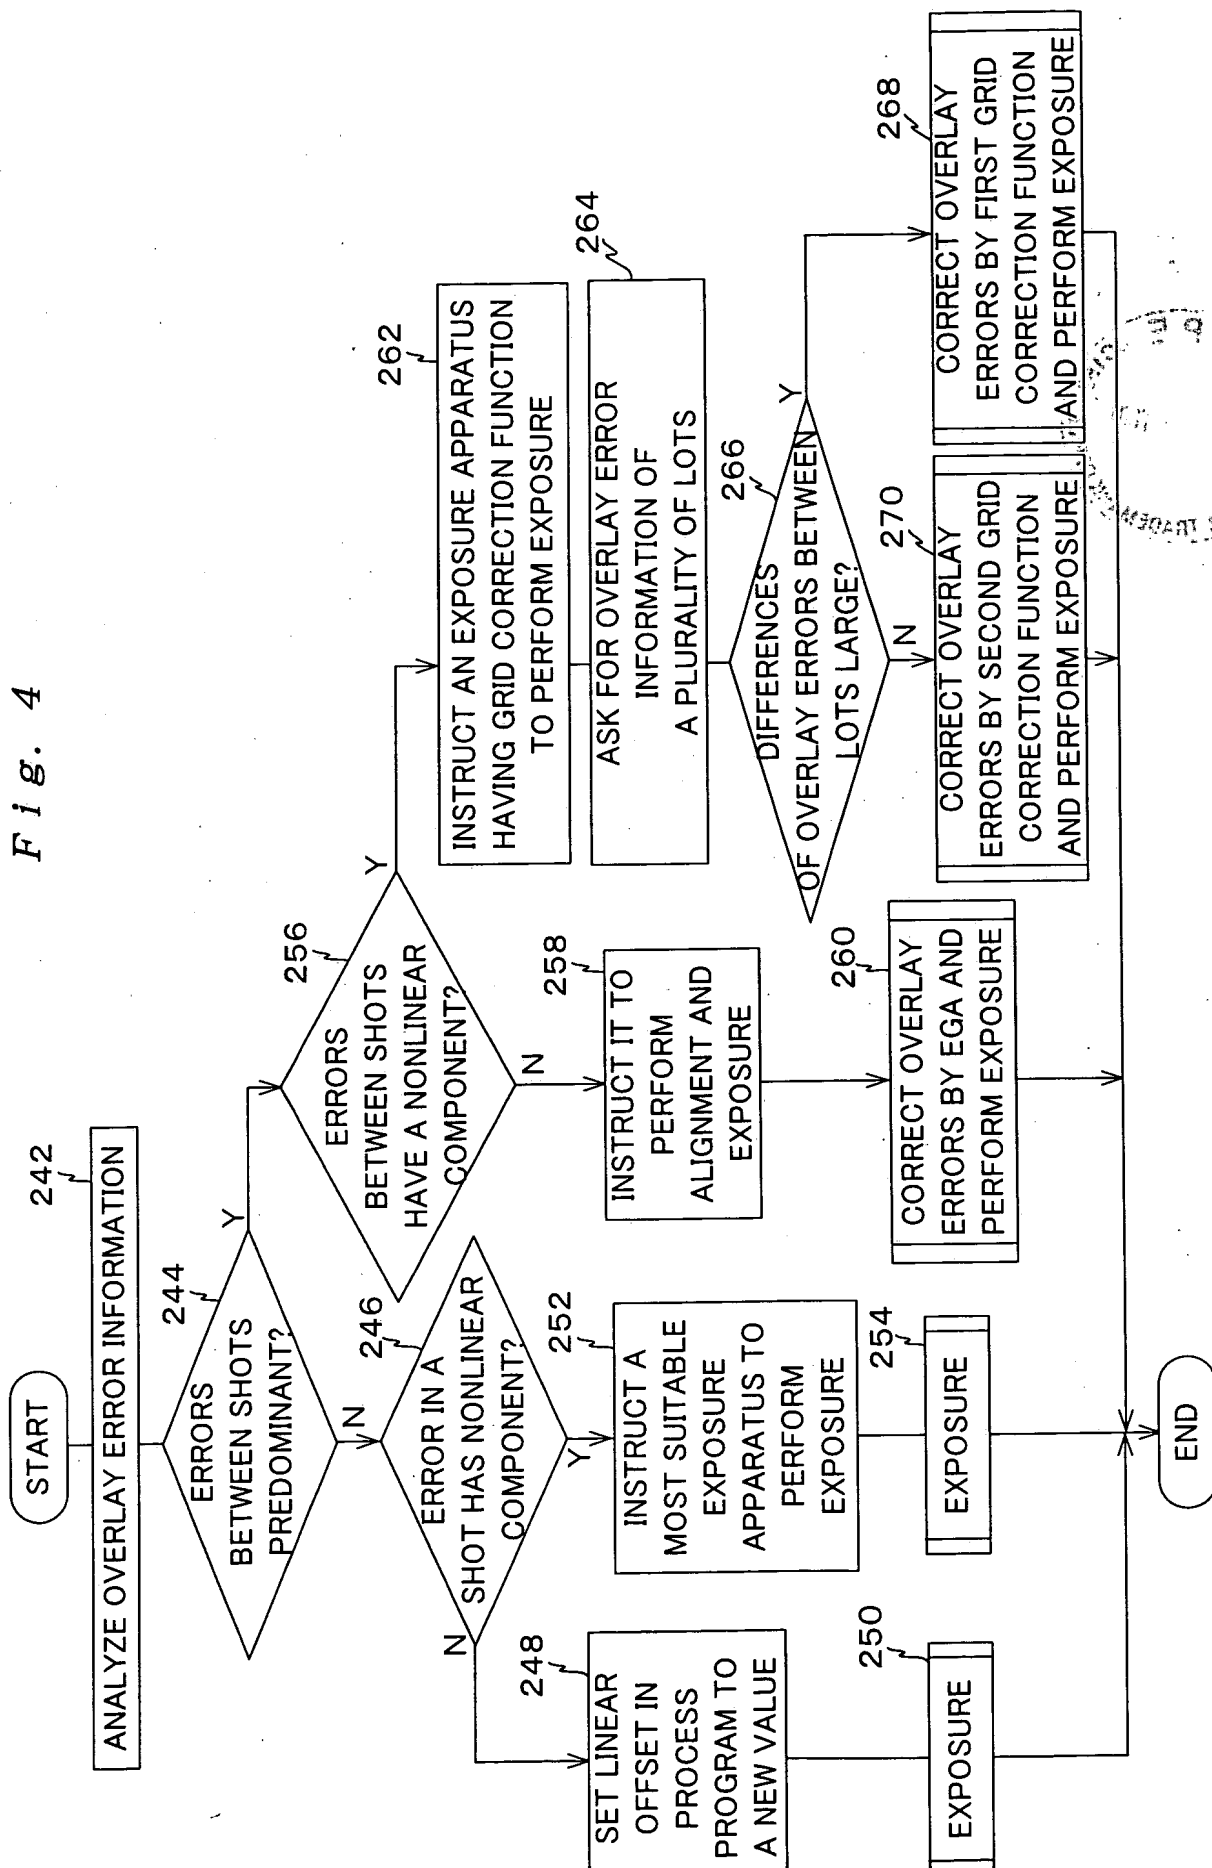 Fig. 4
START
242
ANALYZE OVERLAY ERROR INFORMATION
244
ERRORS
BETWEEN SHOTS
PREDOMINANT?
Y
N
246
ERROR IN A
SHOT HAS NONLINEAR
COMPONENT?
N
Y
248
SET LINEAR
OFFSET IN
PROCESS
PROGRAM TO
A NEW VALUE
250
EXPOSURE
252
INSTRUCT A
MOST SUITABLE
EXPOSURE
APPARATUS TO
PERFORM
EXPOSURE
254
EXPOSURE
256
ERRORS
BETWEEN SHOTS
HAVE A NONLINEAR
COMPONENT?
Y
N
258
INSTRUCT IT TO
PERFORM
ALIGNMENT AND
EXPOSURE
260
CORRECT OVERLAY
ERRORS BY EGA AND
PERFORM EXPOSURE
262
INSTRUCT AN EXPOSURE APPARATUS
HAVING GRID CORRECTION FUNCTION
TO PERFORM EXPOSURE
264
ASK FOR OVERLAY ERROR
INFORMATION OF
A PLURALITY OF LOTS
266
DIFFERENCES
OF OVERLAY ERRORS BETWEEN
LOTS LARGE?
Y
N
268
CORRECT OVERLAY
ERRORS BY FIRST GRID
CORRECTION FUNCTION
AND PERFORM EXPOSURE
270
CORRECT OVERLAY
ERRORS BY SECOND GRID
CORRECTION FUNCTION
AND PERFORM EXPOSURE
END